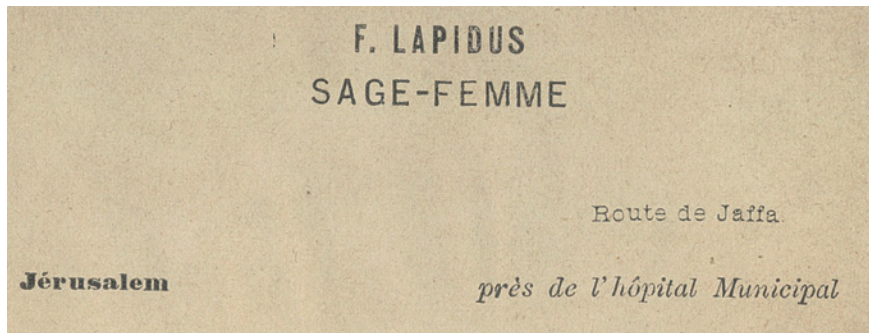 F. LAPIDUS
SAGE-FEMME
Route de Jaffa
Jérusalem
près de l'hôpital Municipal